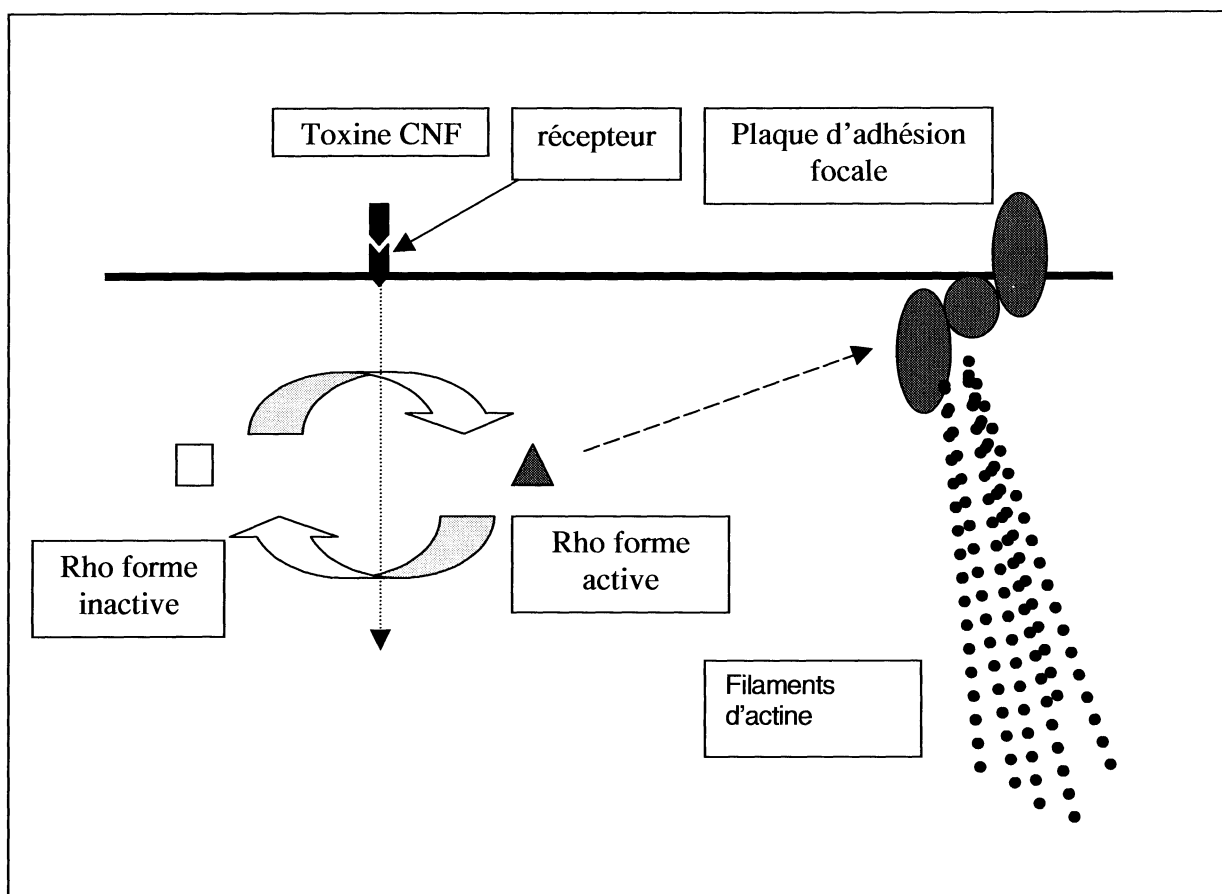 Toxine CNF
récepteur
Plaque d'adhésion
focale
Rho forme
inactive
Rho forme
active
Filaments
d'actine